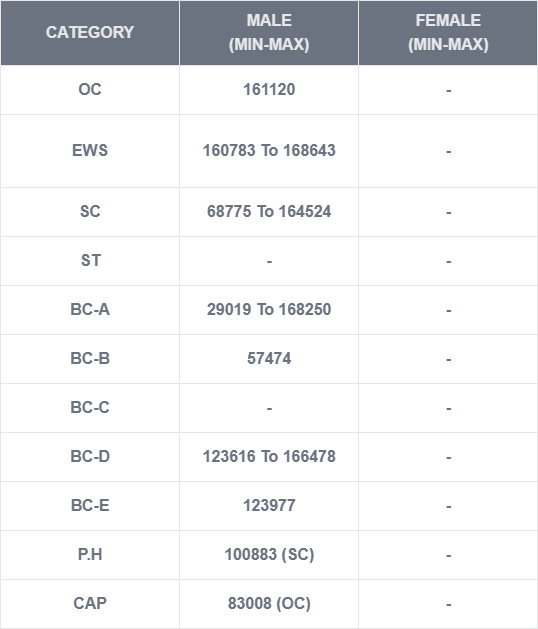 CATEGORY MALE (MIN-MAX) FEMALE (MIN-MAX)
OC 161120 -
EWS 160783 To 168643 -
SC 68775 To 164524 -
ST - -
BC-A 29019 To 168250 -
BC-B 57474 -
BC-C - -
BC-D 123616 To 166478 -
BC-E 123977 -
P.H 100883 (SC) -
CAP 83008 (OC) -